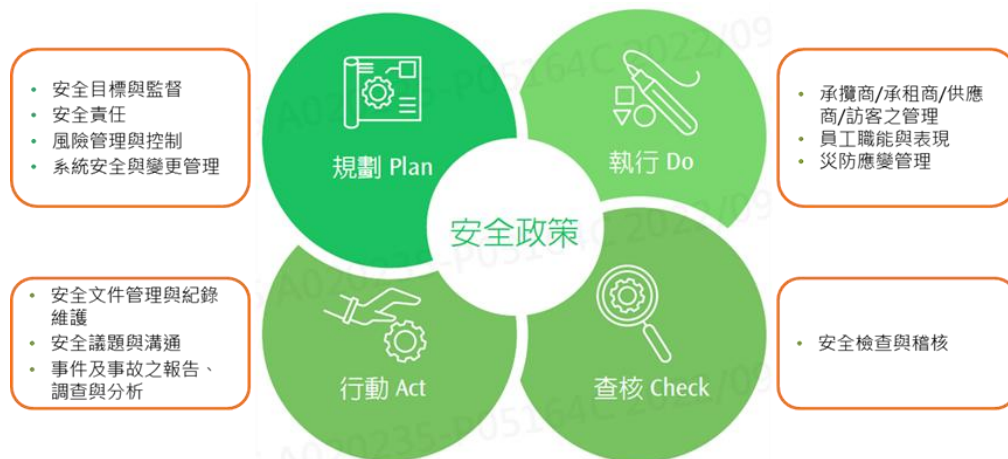 • 安全目標與監督
• 安全責任
• 風險管理與控制
• 系統安全與變更管理
規劃 Plan
執行 Do
• 承攬商/承租商/供應
商/訪客之管理
• 員工職能與表現
• 災防應變管理
安全政策
• 安全文件管理與紀錄
維護
• 安全議題與溝通
• 事件及事故之報告、
調查與分析
行動 Act
查核 Check
• 安全檢查與稽核